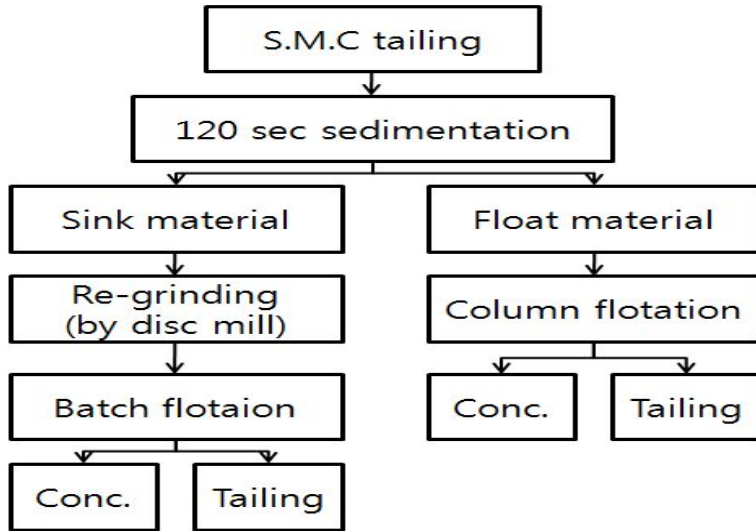 S.M.C tailing
120 sec sedimentation
Sink material
Float material
Re-grinding
(by disc mill)
Column flotation
Batch flotaion
Conc.
Tailing
Conc.
Tailing